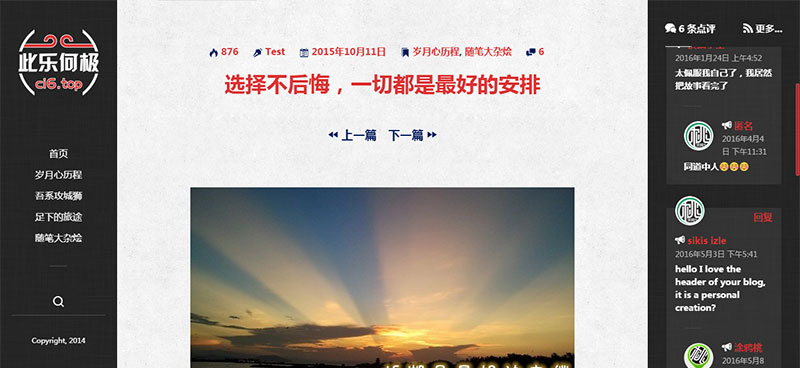 此乐何极
ci6.top
首页
岁月心历程
吾系攻城狮
足下的旅途
随笔大杂烩
Copyright, 2014
876 Test 2015年10月11日 岁月心历程, 随笔大杂烩 6
选择不后悔，一切都是最好的安排
上一篇 下一篇
6 条点评 更多...
2016年1月24日 上午4:52
太佩服我自己了，我居然
把故事看完了
匿名
2016年4月4
日 下午11:31
同道中人😊😊😊
回复
sikis izle
2016年5月3日 下午5:41
hello I love the
header of your blog,
it is a personal
creation?
涂鸦桃
2016年5月8